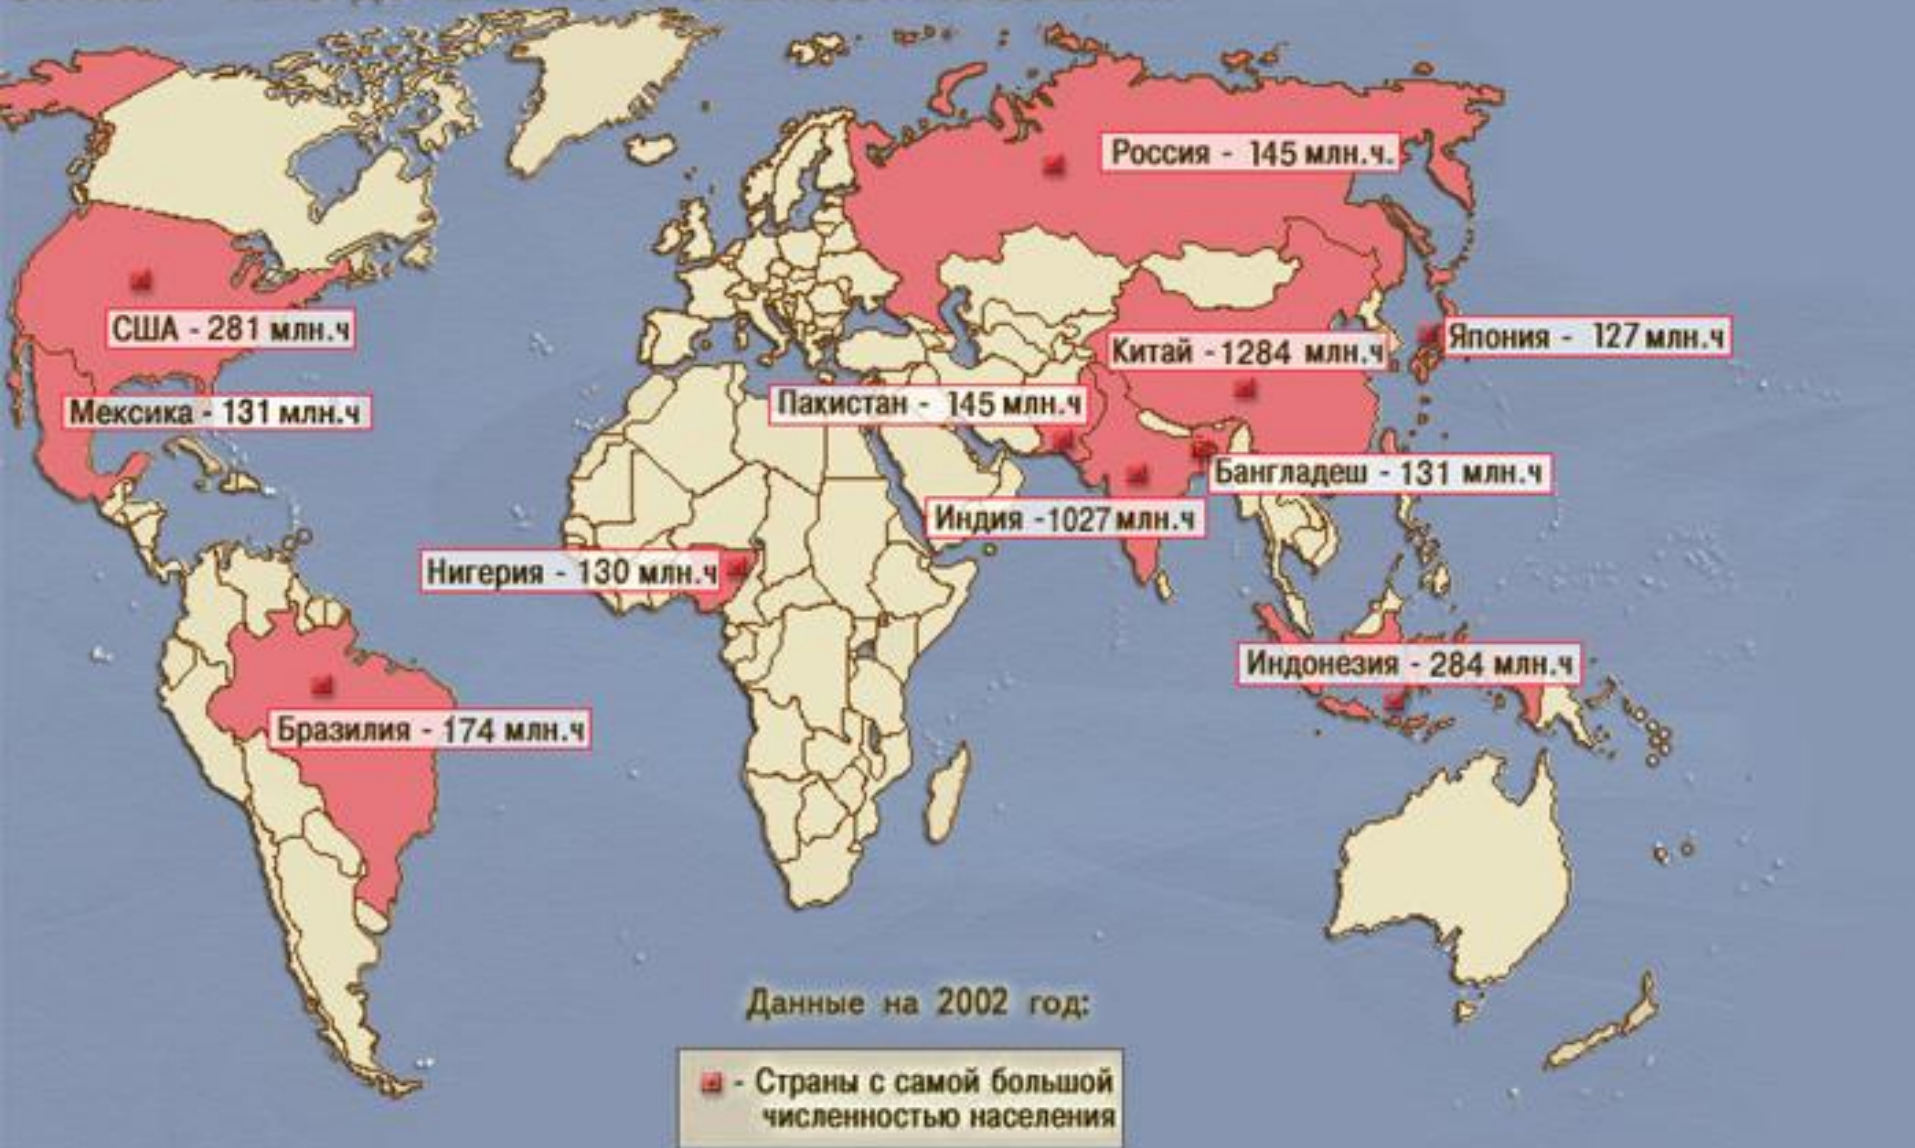 Россия - 145 млн.ч.
США - 281 млн.ч
Япония - 127 млн.ч
Китай -1284 млн.ч
Мексика - 131 млн.ч
Пакистан - 145 млн.ч
Бангладеш - 131 млн.ч
Индия -1027 млн.ч
Нигерия - 130 млн.ч
Индонезия - 284 млн.ч
Бразилия - 174 млн.ч
Данные на 2002 год:
- Страны с самой большой
численностью населения